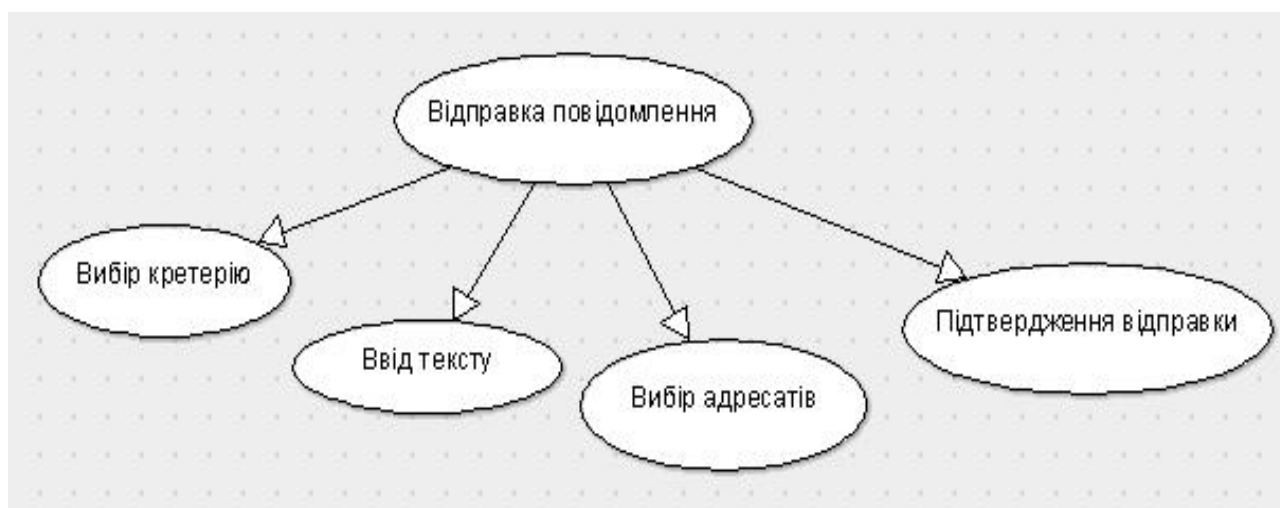 Відправка повідомлення
Вибір кретерію
Ввід тексту
Вибір адресатів
Підтвердження відправки